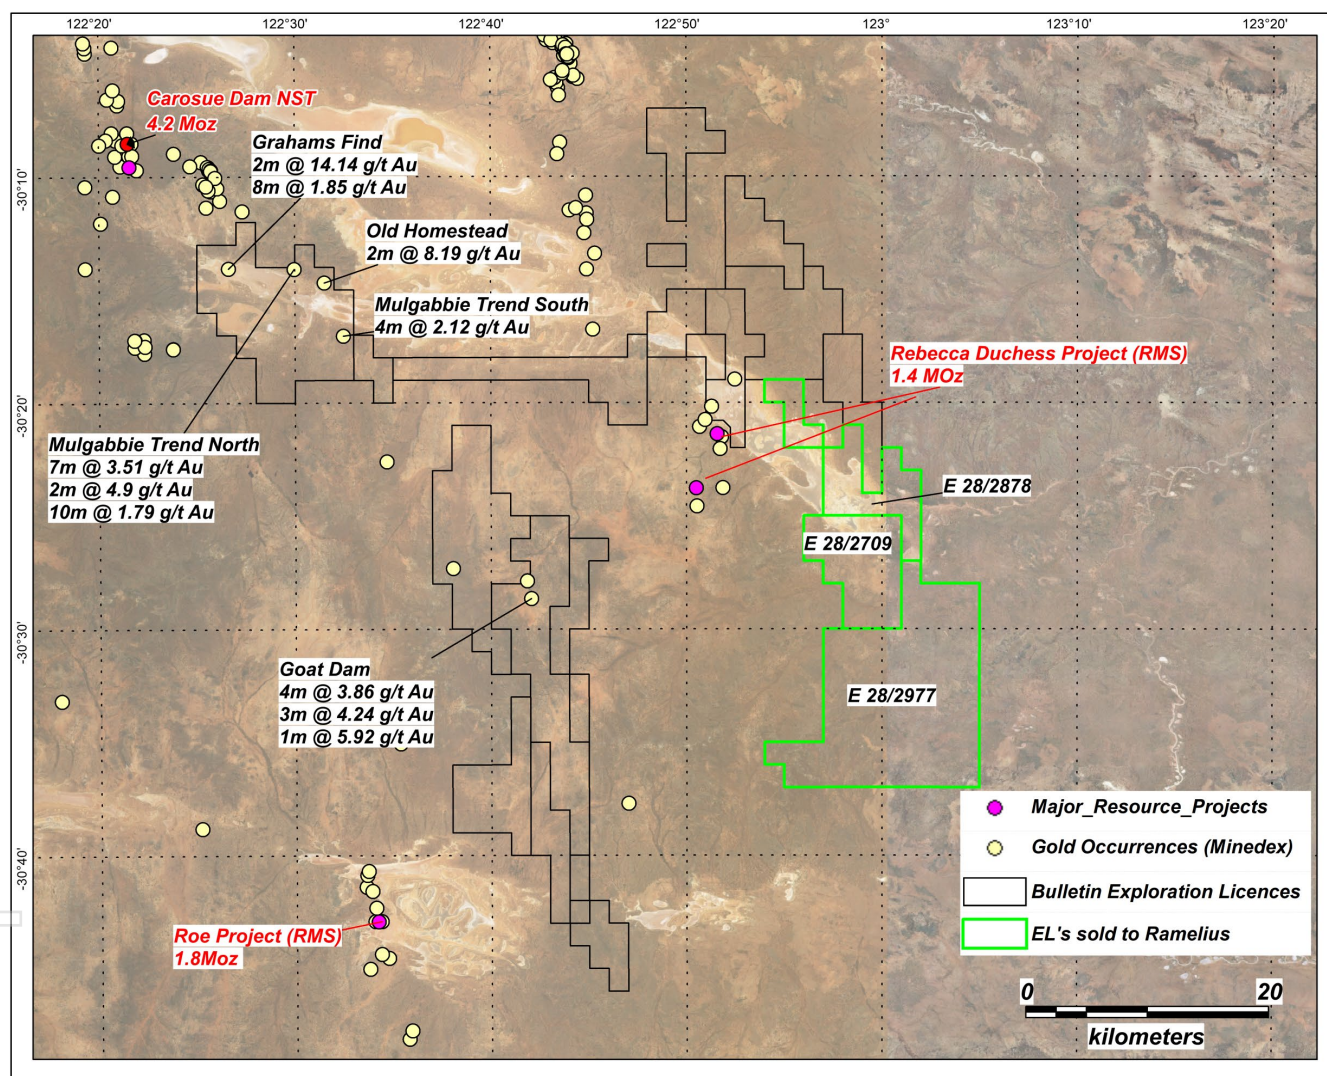 122°20'
122°30'
122°40'
122°50'
123°
123°10'
123°20'
-30°10'
-30°20'
-30°30'
-30°40'
Carosue Dam NST
4.2 Moz
Grahams Find
2m @ 14.14 g/t Au
8m @ 1.85 g/t Au
Old Homestead
2m @ 8.19 g/t Au
Mulgabbie Trend South
4m @ 2.12 g/t Au
Rebecca Duchess Project (RMS)
1.4 MOz
Mulgabbie Trend North
7m @ 3.51 g/t Au
2m @ 4.9 g/t Au
10m @ 1.79 g/t Au
E 28/2878
E 28/2709
Goat Dam
4m @ 3.86 g/t Au
3m @ 4.24 g/t Au
1m @ 5.92 g/t Au
E 28/2977
Roe Project (RMS)
1.8Moz
Major_Resource_Projects
Gold Occurrences (Minedex)
Bulletin Exploration Licences
EL's sold to Ramelius
0
20
kilometers